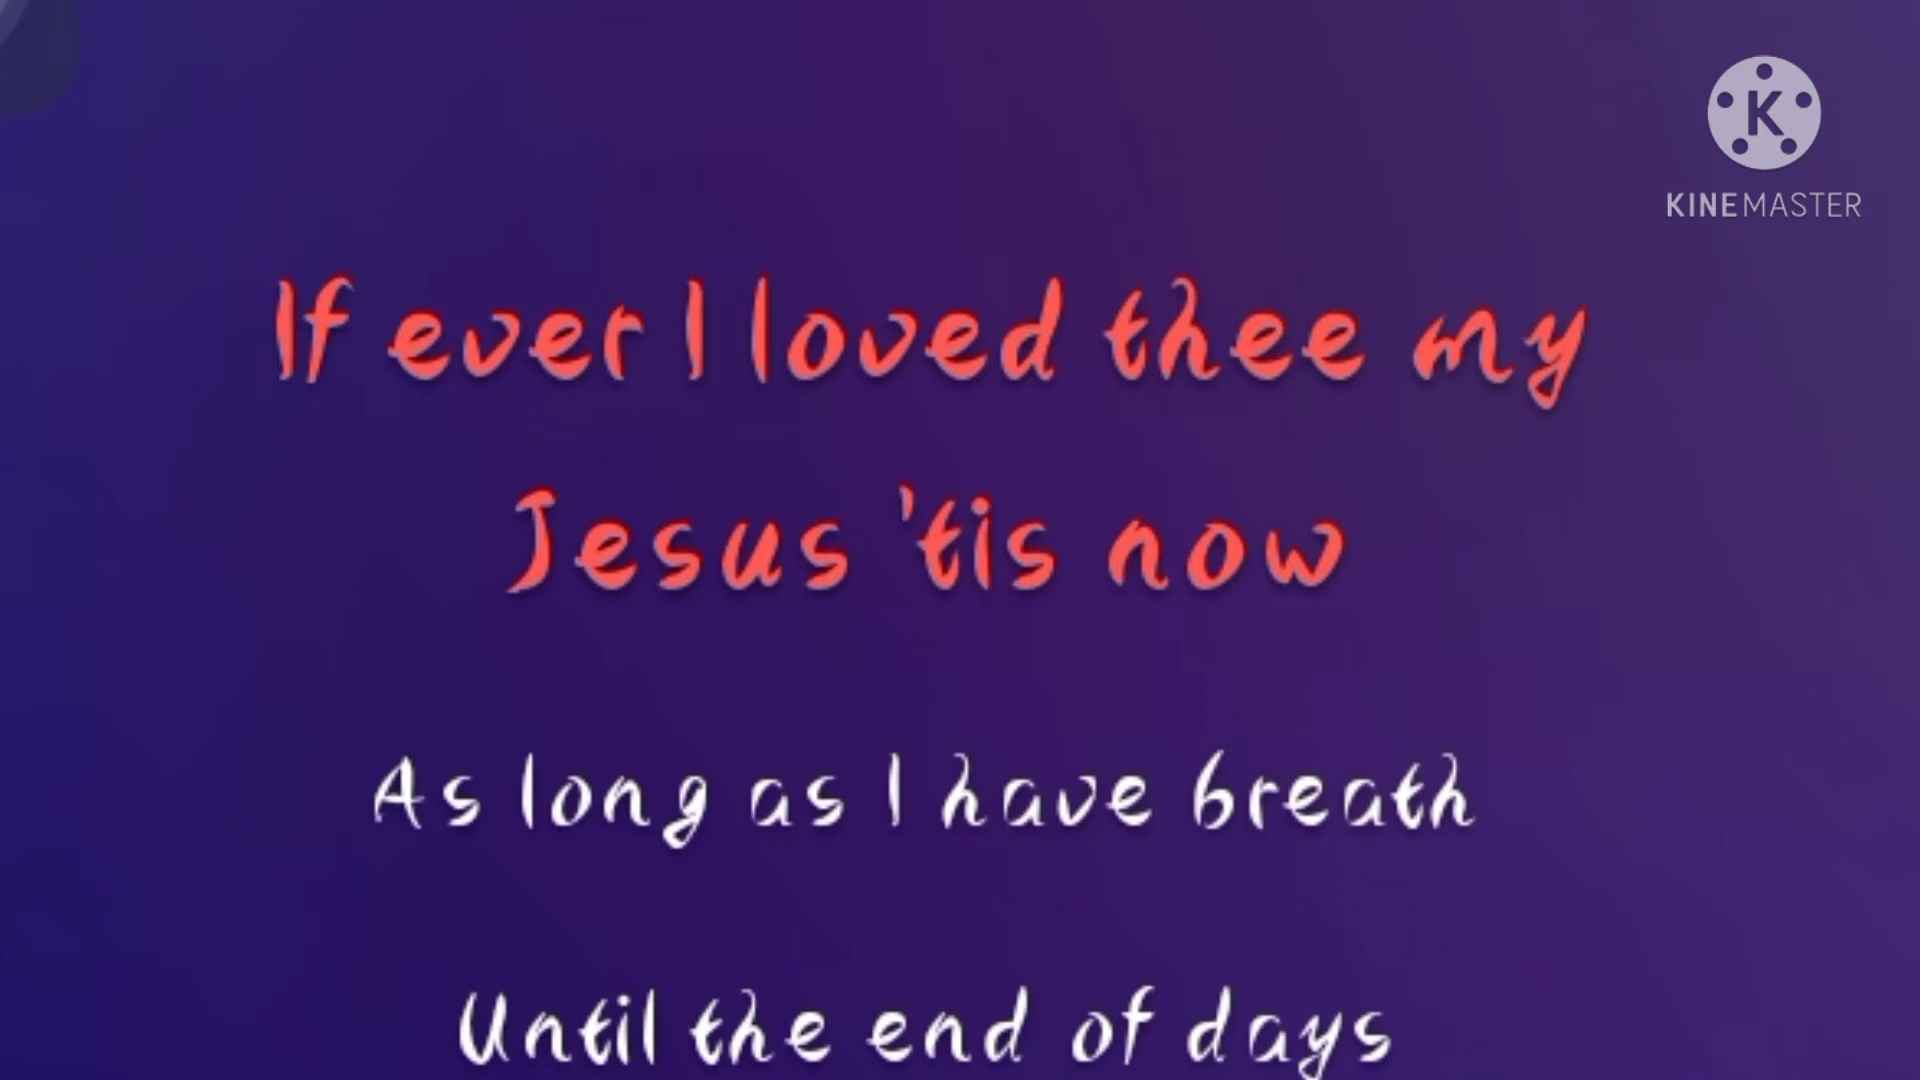 KINEMASTER
If ever I loved thee my
Jesus 'tis now
As long as I have breath
Until the end of days